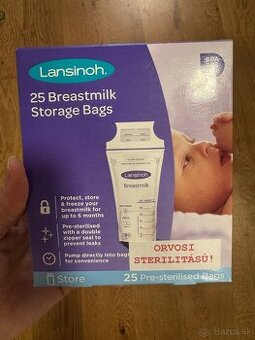 Lansinoh.
BPA
25 Breastmilk
Storage Bags
Breastmilk
Protect, store
& freeze your
breastmilk for
up to 6 months
Pre-sterilised
with a double
zipper seal to
prevent leaks
Pump directly into bags
for convenience
ORVOSI
STERILITÁSÚ!
Store
25 Pre-sterilised Bags
Bazos.sk